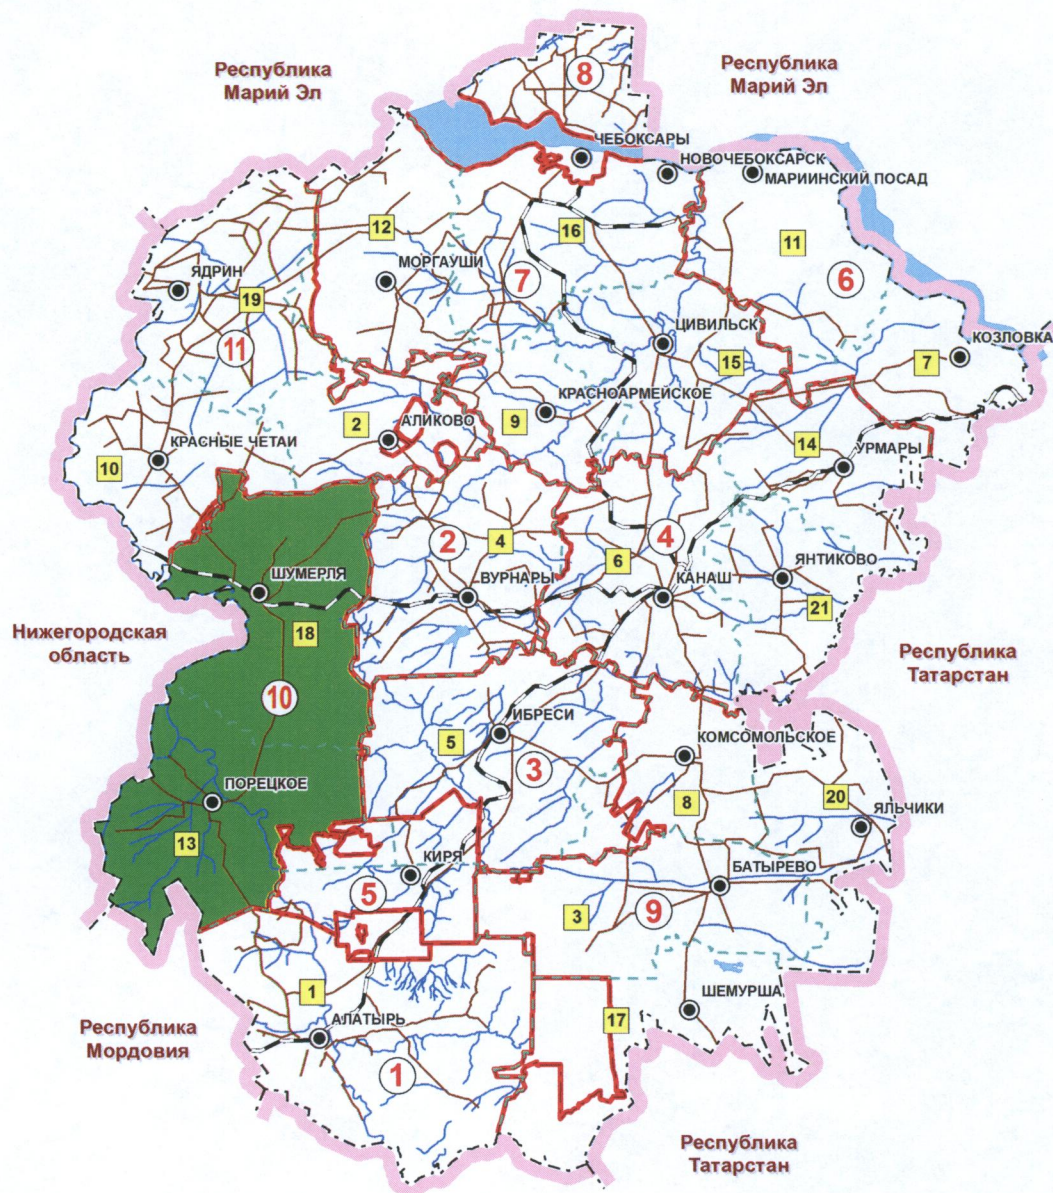 Республика
Марий Эл
8
Республика
Марий Эл
ЧЕБОКСАРЫ
НОВОЧЕБОКСАРСК
МАРИИНСКИЙ ПОСАД
12
16
11
МОРГАУШИ
7
6
ЯДРИН
19
11
ЦИВИЛЬСК
КОЗЛОВКА
15
7
2
АЛИКОВО
9
КРАСНОАРМЕЙСКОЕ
10
КРАСНЫЕ ЧЕТАИ
14
УРМАРЫ
2
4
4
6
ШУМЕРЛЯ
ВУРНАРЫ
КАНАШ
ЯНТИКОВО
21
Нижегородская
область
18
Республика
Татарстан
10
5
ИБРЕСИ
3
КОМСОМОЛЬСКОЕ
8
20
ЯЛЬЧИКИ
ПОРЕЦКОЕ
13
КИРЯ
5
БАТЫРЕВО
3
9
1
ШЕМУРША
17
Республика
Мордовия
АЛАТЫРЬ
1
Республика
Татарстан